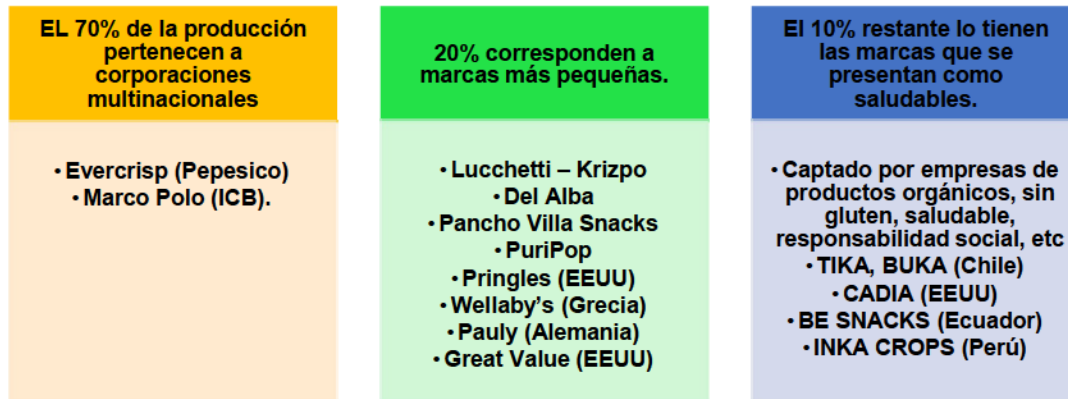 EL 70% de la producción
pertenecen a
corporaciones
multinacionales
• Evercrisp (Pepesico)
• Marco Polo (ICB).
20% corresponden a
marcas más pequeñas.
• Lucchetti – Krizpo
• Del Alba
• Pancho Villa Snacks
• PuriPop
• Pringles (EEUU)
• Wellaby's (Grecia)
• Pauly (Alemania)
• Great Value (EEUU)
El 10% restante lo tienen
las marcas que se
presentan como
saludables.
• Captado por empresas de
productos orgánicos, sin
gluten, saludable,
responsabilidad social, etc
• TIKA, BUKA (Chile)
• CADIA (EEUU)
• BE SNACKS (Ecuador)
• INKA CROPS (Perú)